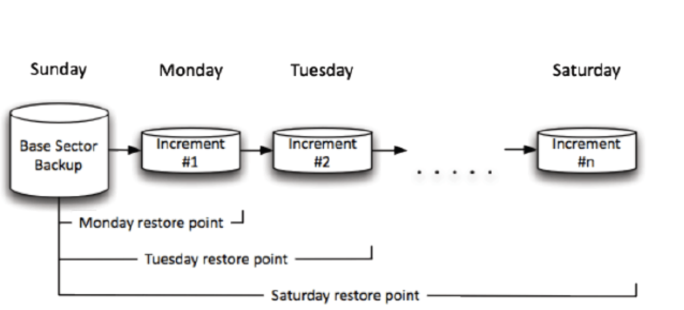 Sunday Monday Tuesday Saturday
Base Sector
Backup
Increment
#1
Increment
#2
. . . . .
Increment
#n
Monday restore point
Tuesday restore point
Saturday restore point